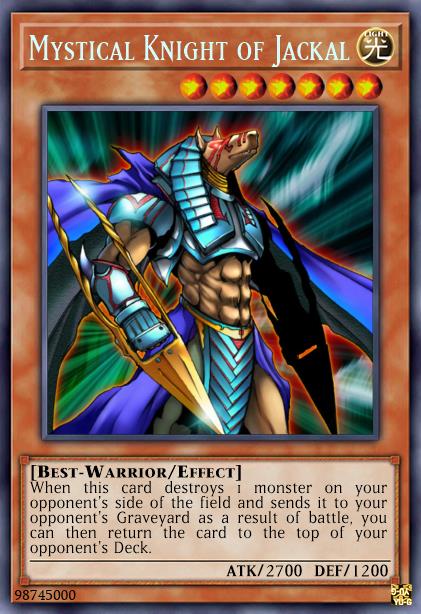 Mystical Knight of Jackal
LIGHT
光
[Best-Warrior/Effect]
When this card destroys 1 monster on your
opponent's side of the field and sends it to your
opponent's Graveyard as a result of battle, you
can then return the card to the top of your
opponent's Deck.
ATK/2700 DEF/1200
98745000